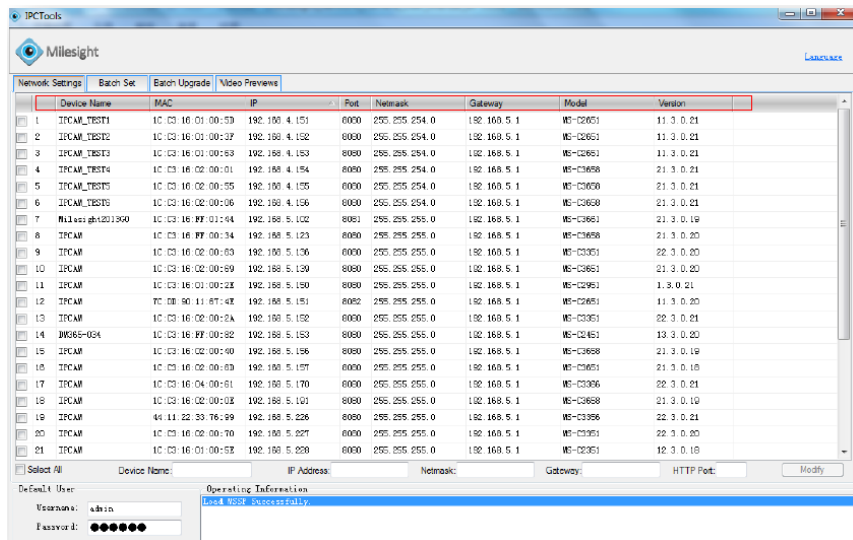 IPCTools
Milesight
Language
Network Settings Batch Set Batch Upgrade Video Previews
Device Name MAC IP Port Netmask Gateway Model Version
1 IPCAM_TEST1 1C:C3:16:01:00:5D 192.168.4.151 8080 255.255.254.0 192.168.5.1 MS-C2651 11.3.0.21
2 IPCAM_TEST2 1C:C3:16:01:00:3F 192.168.4.152 8080 255.255.254.0 192.168.5.1 MS-C2651 11.3.0.21
3 IPCAM_TEST3 1C:C3:16:01:00:63 192.168.4.153 8080 255.255.254.0 192.168.5.1 MS-C2651 11.3.0.21
4 IPCAM_TEST4 1C:C3:16:02:00:01 192.168.4.154 8080 255.255.254.0 192.168.5.1 MS-C3658 21.3.0.21
5 IPCAM_TEST5 1C:C3:16:02:00:55 192.168.4.155 8080 255.255.254.0 192.168.5.1 MS-C3658 21.3.0.21
6 IPCAM_TEST6 1C:C3:16:02:00:06 192.168.4.156 8080 255.255.254.0 192.168.5.1 MS-C3658 21.3.0.21
7 Milesight2013GO 1C:C3:16:FF:01:44 192.168.5.102 8081 255.255.255.0 192.168.5.1 MS-C3661 21.3.0.19
8 IPCAM 1C:C3:16:FF:00:34 192.168.5.123 8080 255.255.255.0 192.168.5.1 MS-C3658 21.3.0.20
9 IPCAM 1C:C3:16:02:00:63 192.168.5.136 8080 255.255.255.0 192.168.5.1 MS-C3351 22.3.0.20
10 IPCAM 1C:C3:16:02:00:69 192.168.5.139 8080 255.255.255.0 192.168.5.1 MS-C3651 21.3.0.20
11 IPCAM 1C:C3:16:01:00:2E 192.168.5.150 8080 255.255.255.0 192.168.5.1 MS-C2951 1.3.0.21
12 IPCAM 7C:DD:90:11:67:4E 192.168.5.151 8082 255.255.255.0 192.168.5.1 MS-C2651 11.3.0.20
13 IPCAM 1C:C3:16:02:00:2A 192.168.5.152 8080 255.255.255.0 192.168.5.1 MS-C3351 22.3.0.21
14 DW365-034 1C:C3:16:FF:00:82 192.168.5.153 8080 255.255.255.0 192.168.5.1 MS-C2451 13.3.0.20
15 IPCAM 1C:C3:16:02:00:40 192.168.5.156 8080 255.255.255.0 192.168.5.1 MS-C3658 21.3.0.19
16 IPCAM 1C:C3:16:02:00:6D 192.168.5.157 8080 255.255.255.0 192.168.5.1 MS-C3651 21.3.0.18
17 IPCAM 1C:C3:16:04:00:61 192.168.5.170 8080 255.255.255.0 192.168.5.1 MS-C3366 22.3.0.21
18 IPCAM 1C:C3:16:02:00:0E 192.168.5.191 8080 255.255.255.0 192.168.5.1 MS-C3658 21.3.0.19
19 IPCAM 44:11:22:33:76:99 192.168.5.226 8080 255.255.255.0 192.168.5.1 MS-C3356 22.3.0.21
20 IPCAM 1C:C3:16:02:00:70 192.168.5.227 8080 255.255.255.0 192.168.5.1 MS-C3351 22.3.0.20
21 IPCAM 1C:C3:16:01:00:5E 192.168.5.228 8080 255.255.255.0 192.168.5.1 MS-C2351 12.3.0.18
Select All Device Name: IP Address: Netmask: Gateway: HTTP Port: Modify
Default User Operating Information
Username: admin
Load MSSP Successfully.
Password: ●●●●●●